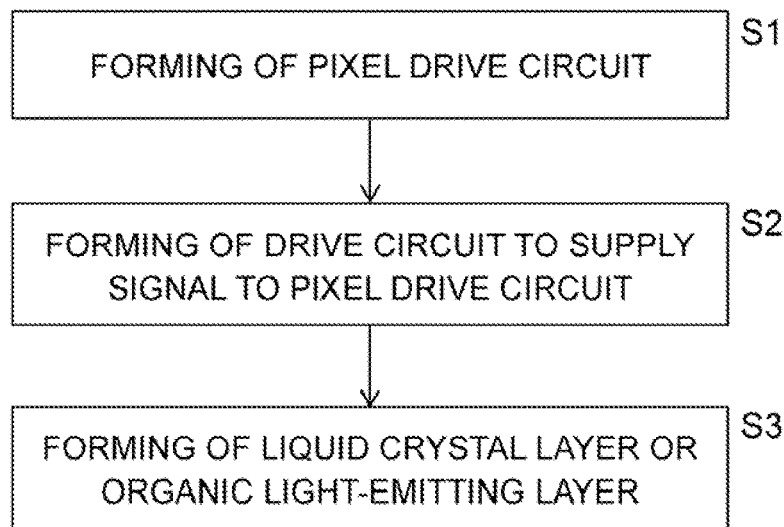 S1
FORMING OF PIXEL DRIVE CIRCUIT
S2
FORMING OF DRIVE CIRCUIT TO SUPPLY
SIGNAL TO PIXEL DRIVE CIRCUIT
S3
FORMING OF LIQUID CRYSTAL LAYER OR
ORGANIC LIGHT-EMITTING LAYER